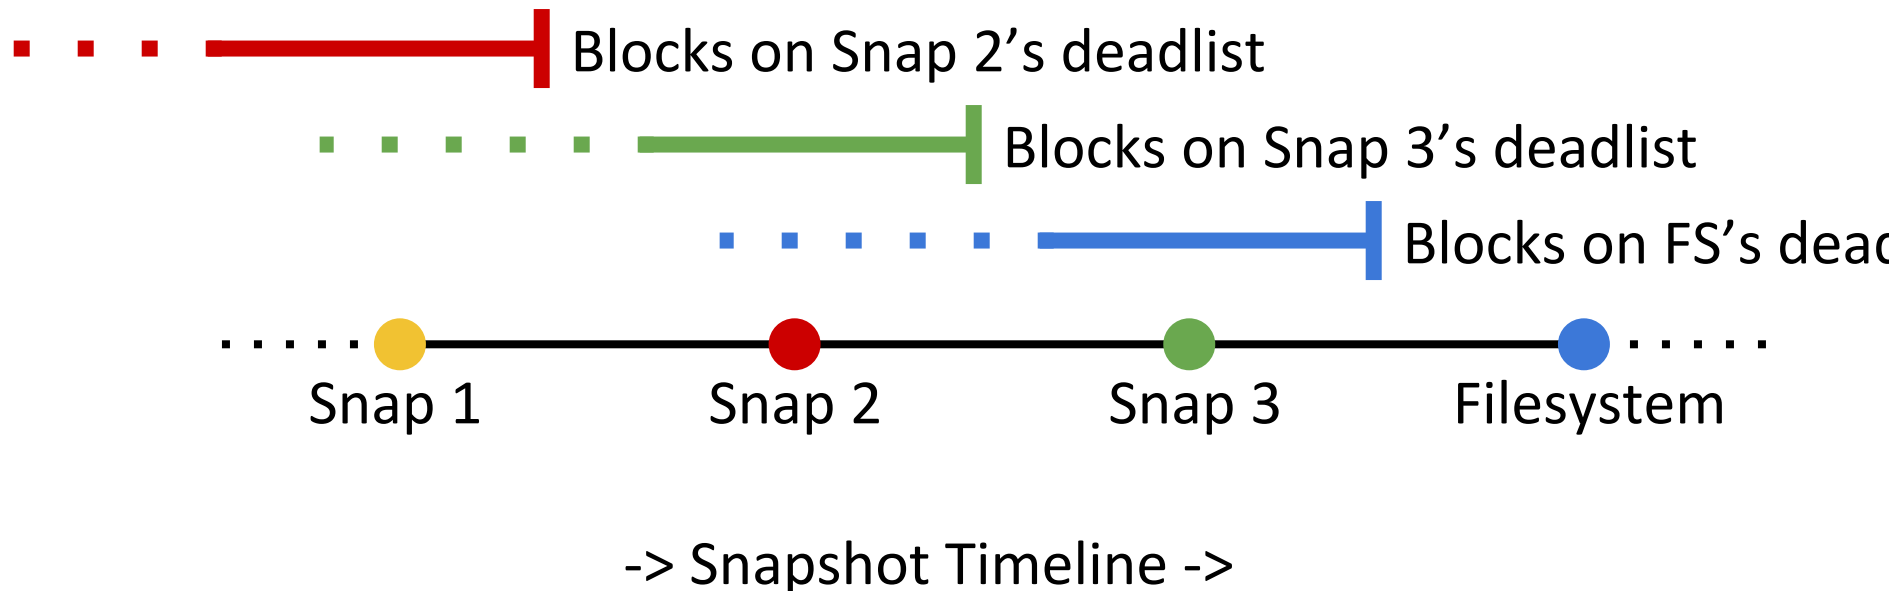 Blocks on Snap 2’s deadlist
Blocks on Snap 3’s deadlist
Blocks on FS’s
Snap 1
Snap 2
Snap 3
Filesystem
-> Snapshot Timeline ->